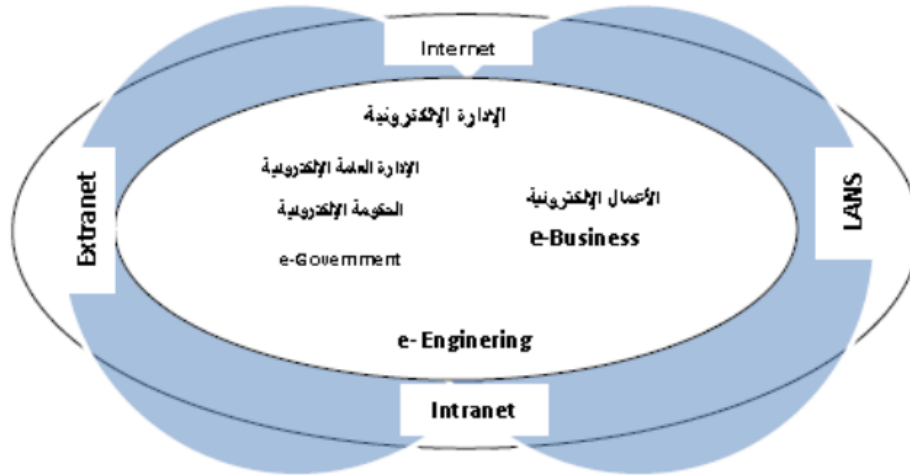 Internet
الإدارة الإلكترونية
الإدارة العامة الإلكترونية
الحكومة الإلكترونية
e-Government
الأعمال الإلكترونية
e-Business
Extranet
LANS
e- Enginering
Intranet